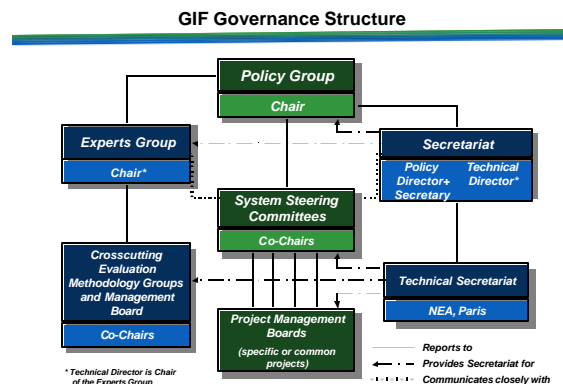 GIF Governance Structure
Policy Group
Chair
Experts Group
Chair*
Secretariat
Policy
Director+
Secretary
Technical
Director*
System Steering
Committees
Co-Chairs
Crosscutting
Evaluation
Methodology Groups
and Management
Board
Co-Chairs
Technical Secretariat
NEA, Paris
Project Management
Boards
(specific or common
projects)
Reports to
Provides Secretariat for
Communicates closely with
* Technical Director is Chair
of the Experts Group